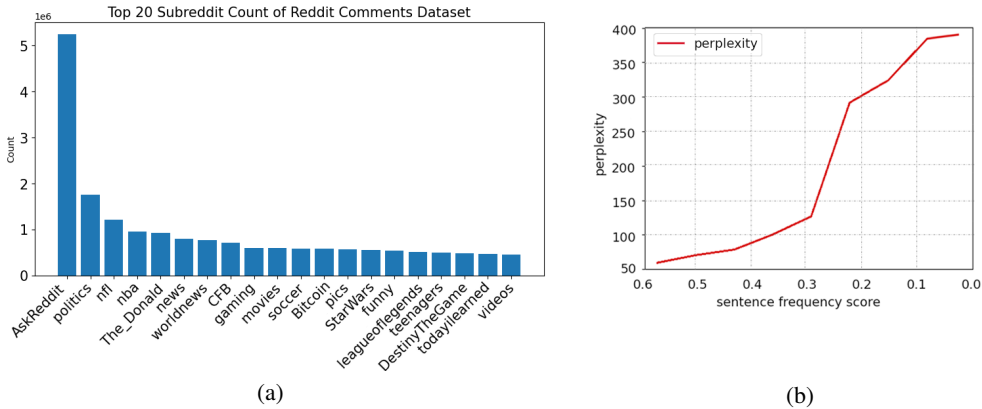 Top 20 Subreddit Count of Reddit Comments Dataset
1e6
5
4
3
2
1
0
Count
AskReddit
politics
nfl
nba
The_Donald
news
worldnews
CFB
gaming
movies
soccer
Bitcoin
pics
StarWars
funny
leagueoflegends
teenagers
DestinyTheGame
todayilearned
videos
(a)
perplexity
400
350
300
250
200
150
100
50
perplexity
0.6 0.5 0.4 0.3 0.2 0.1 0.0
sentence frequency score
(b)